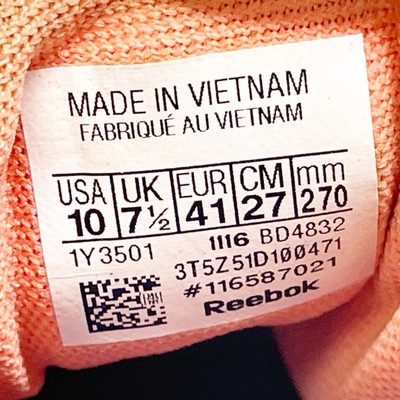 MADE IN VIETNAM
FABRIQUÉ AU VIETNAM
USA UK EUR CM mm
10 7½ 41 27 270
1Y3501 1116 BD4832
3T5Z51D100471
#116587021
Reebok